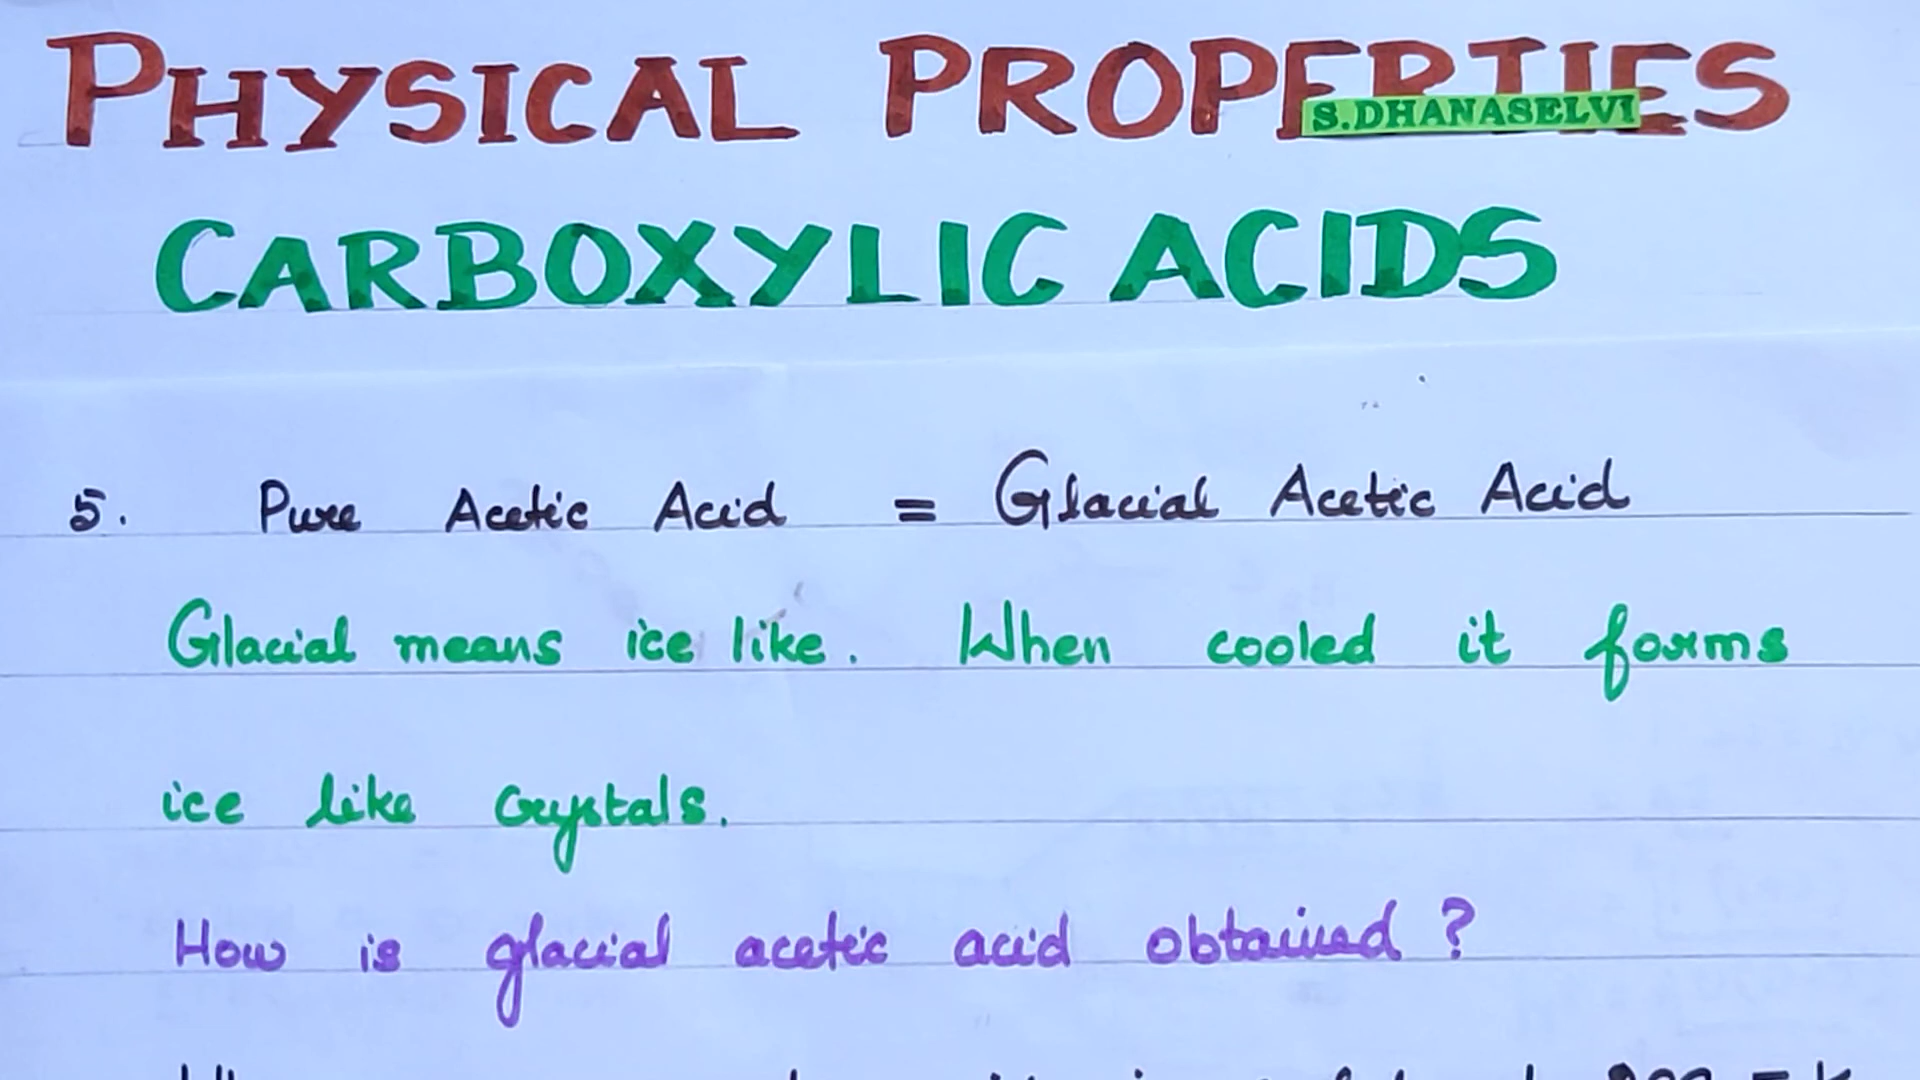 PHYSICAL PROPERTIES
S.DHANASELVI
CARBOXYLIC ACIDS
5. Pure Acetic Acid = Glacial Acetic Acid
Glacial means ice like. When cooled it forms
ice like crystals.
How is glacial acetic acid obtained?